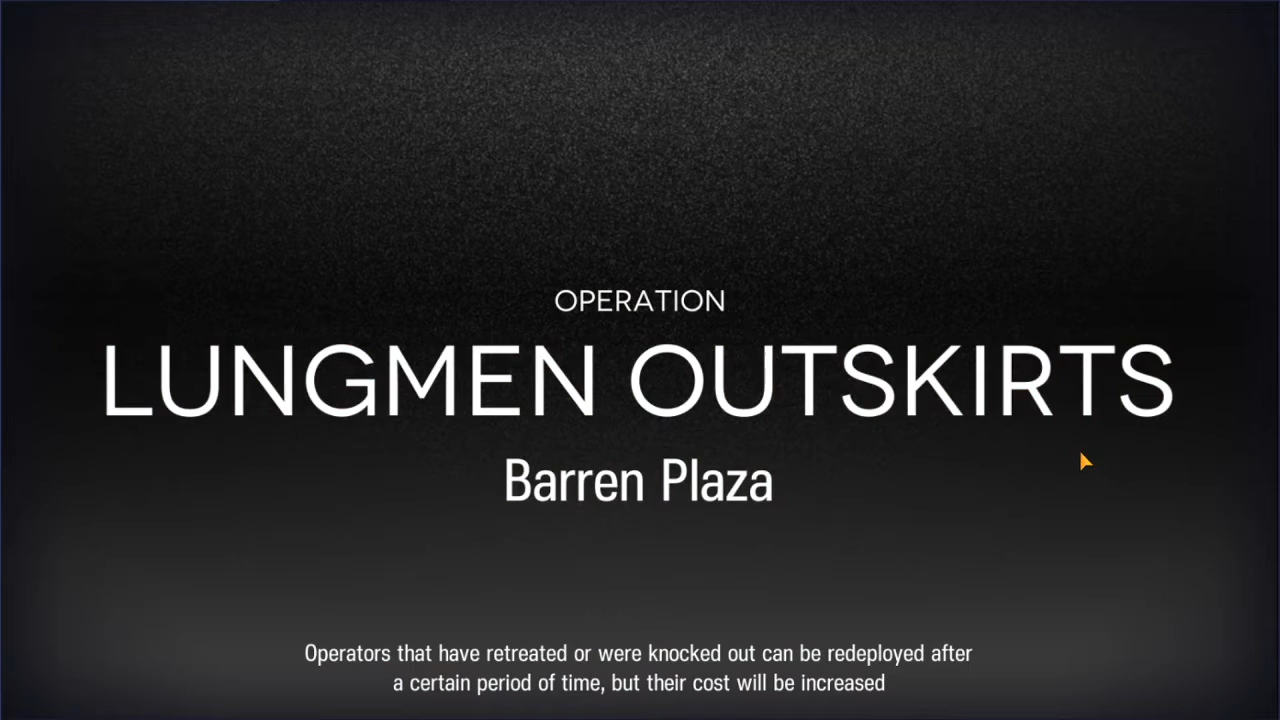 OPERATION
LUNGMEN OUTSKIRTS
Barren Plaza
Operators that have retreated or were knocked out can be redeployed after
a certain period of time, but their cost will be increased